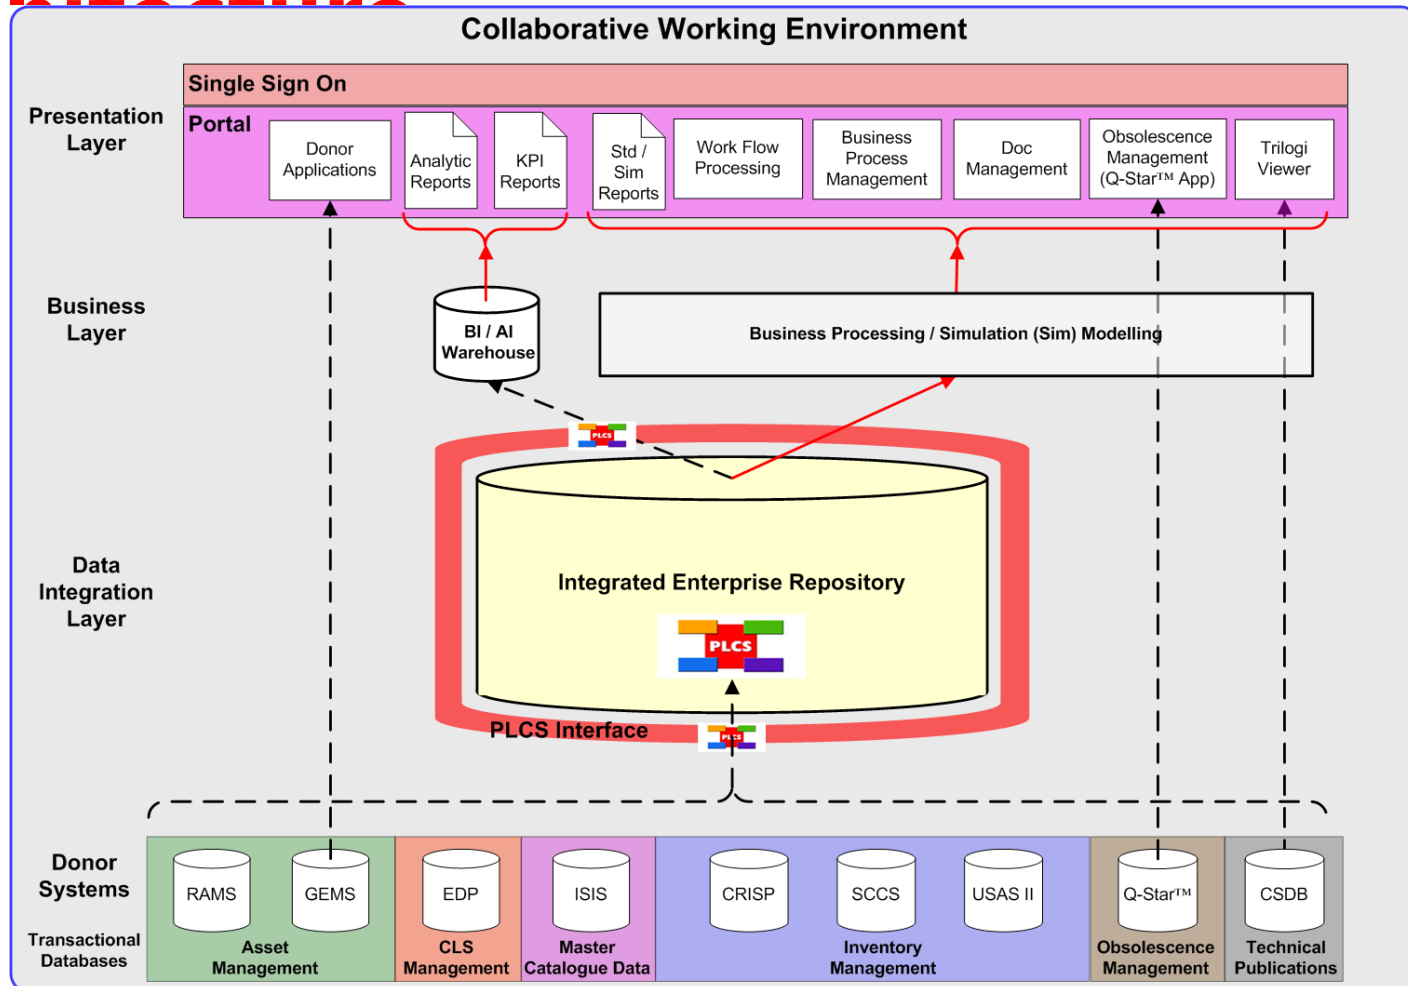 Collaborative Working Environment
Single Sign On
Presentation
Layer
Portal
Donor
Applications
Analytic
Reports
KPI
Reports
Std /
Sim
Reports
Work Flow
Processing
Business
Process
Management
Doc
Management
Obsolescence
Management
(Q-Star™ App)
Trilogi
Viewer
Business
Layer
BI / AI
Warehouse
Business Processing / Simulation (Sim) Modelling
PLCS
Data
Integration
Layer
Integrated Enterprise Repository
PLCS
PLCS Interface
PLCS
Donor
Systems
Transactional
Databases
RAMS
GEMS
Asset
Management
EDP
CLS
Management
ISIS
Master
Catalogue Data
CRISP
SCCS
USAS II
Inventory
Management
Q-Star™
Obsolescence
Management
CSDB
Technical
Publications